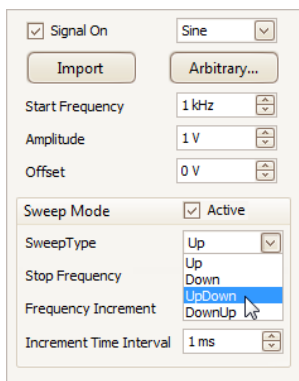 Signal On Sine
Import Arbitrary...
Start Frequency 1 kHz
Amplitude 1 V
Offset 0 V
Sweep Mode Active
SweepType Up
Up
Stop Frequency Down
UpDown
Frequency Increment DownUp
Increment Time Interval 1 ms